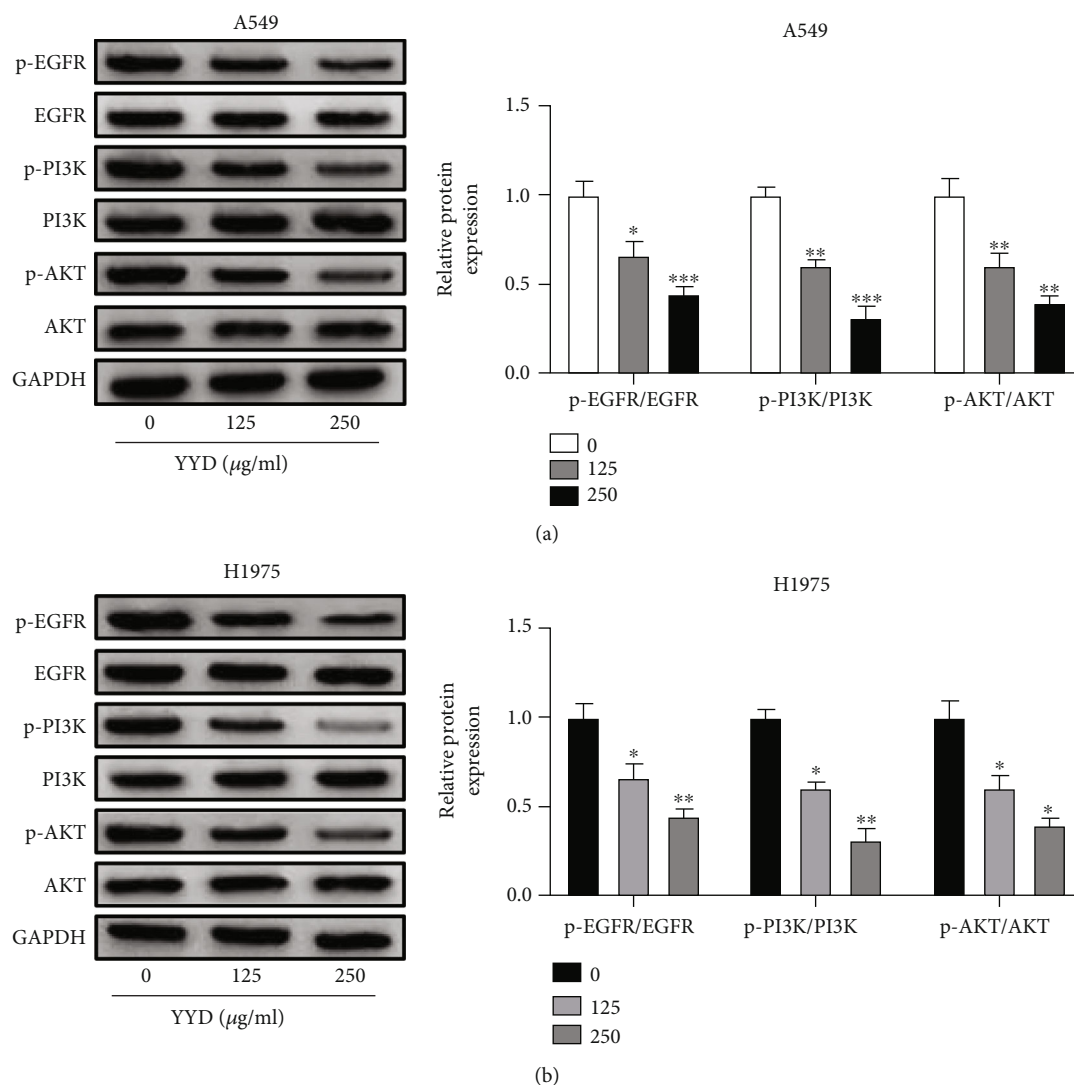 A549
p-EGFR
EGFR
p-PI3K
PI3K
p-AKT
AKT
GAPDH
0 125 250
YYD (μg/ml)
A549
Relative protein
expression
1.5
1.0
0.5
0.0
* *** ** *** ** **
p-EGFR/EGFR p-PI3K/PI3K p-AKT/AKT
0
125
250
(a)
H1975
p-EGFR
EGFR
p-PI3K
PI3K
p-AKT
AKT
GAPDH
0 125 250
YYD (μg/ml)
H1975
Relative protein
expression
1.5
1.0
0.5
0.0
* ** * ** * *
p-EGFR/EGFR p-PI3K/PI3K p-AKT/AKT
0
125
250
(b)